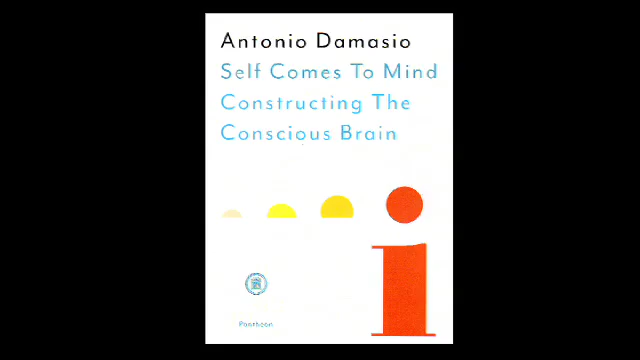 Antonio Damasio
Self Comes To Mind
Constructing The
Conscious Brain
i
Pantheon